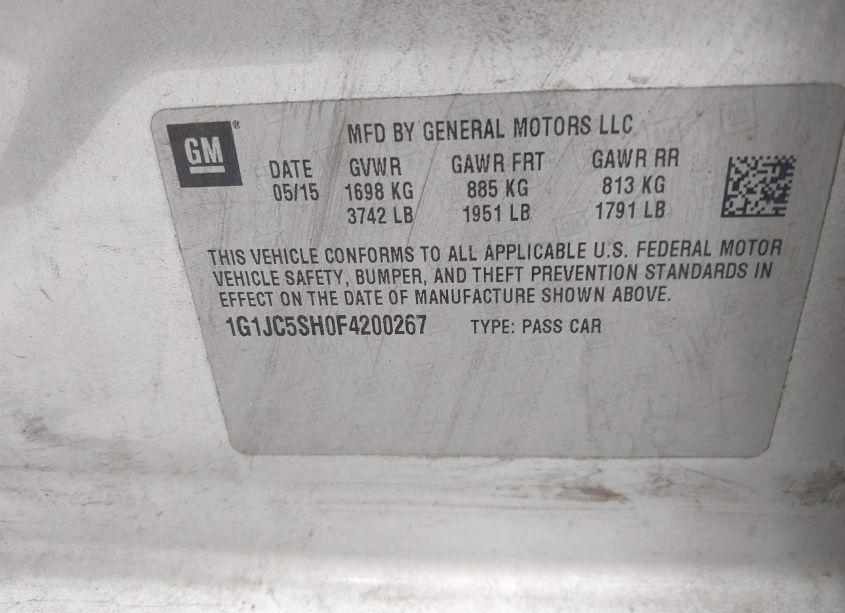 GM®
MFD BY GENERAL MOTORS LLC
DATE GVWR GAWR FRT GAWR RR
05/15 1698 KG 885 KG 813 KG
3742 LB 1951 LB 1791 LB
THIS VEHICLE CONFORMS TO ALL APPLICABLE U.S. FEDERAL MOTOR
VEHICLE SAFETY, BUMPER, AND THEFT PREVENTION STANDARDS IN
EFFECT ON THE DATE OF MANUFACTURE SHOWN ABOVE.
1G1JC5SH0F4200267 TYPE: PASS CAR